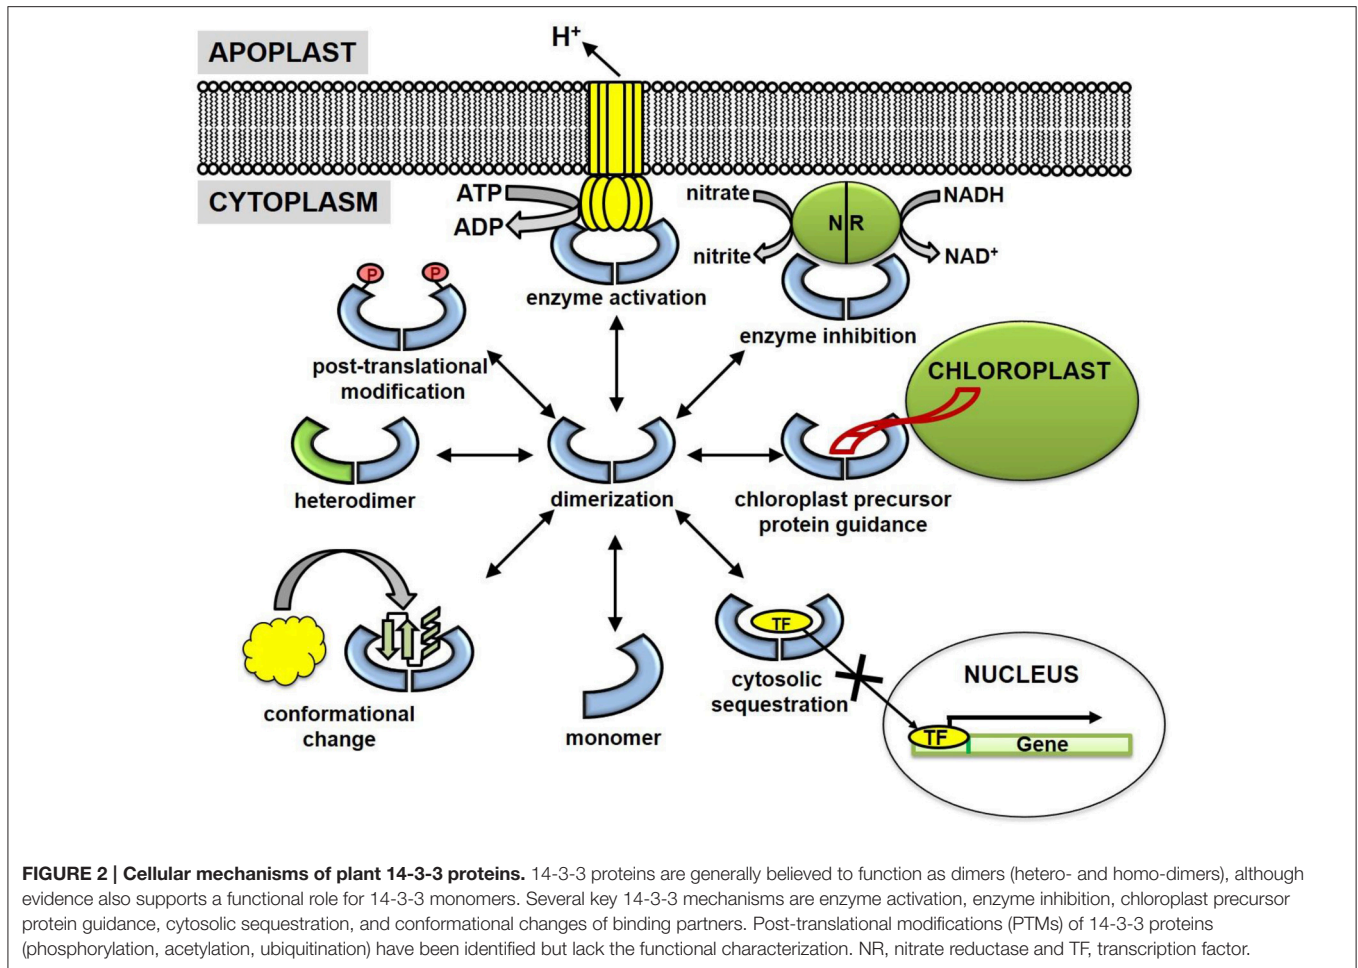 H⁺
APOPLAST
CYTOPLASM
ATP
ADP
nitrate
nitrite
N R
NADH
NAD⁺
P
P
enzyme activation
enzyme inhibition
post-translational
modification
CHLOROPLAST
heterodimer
dimerization
chloroplast precursor
protein guidance
conformational
change
monomer
TF
cytosolic
sequestration
NUCLEUS
TF
Gene
FIGURE 2 | Cellular mechanisms of plant 14-3-3 proteins. 14-3-3 proteins are generally believed to function as dimers (hetero- and homo-dimers), although
evidence also supports a functional role for 14-3-3 monomers. Several key 14-3-3 mechanisms are enzyme activation, enzyme inhibition, chloroplast precursor
protein guidance, cytosolic sequestration, and conformational changes of binding partners. Post-translational modifications (PTMs) of 14-3-3 proteins
(phosphorylation, acetylation, ubiquitination) have been identified but lack the functional characterization. NR, nitrate reductase and TF, transcription factor.